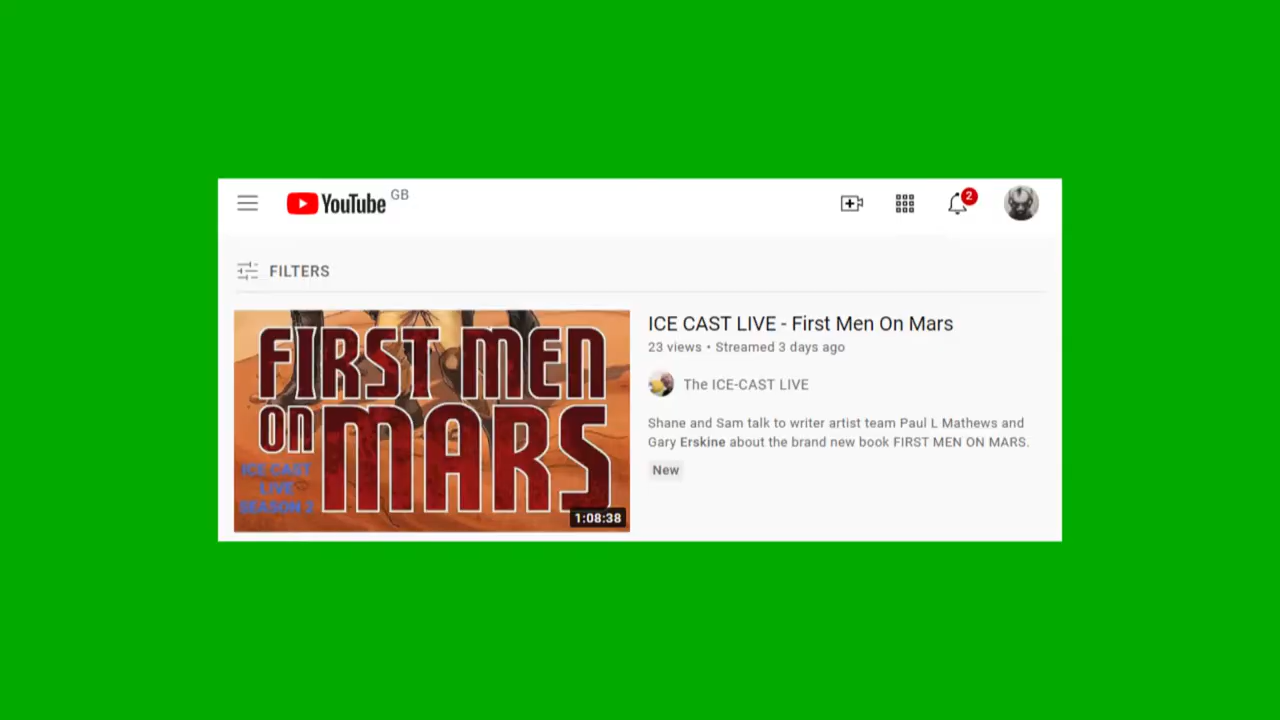 YouTube GB
2
FILTERS
FIRST MEN
ON MARS
ICE CAST
LIVE
SEASON 2
1:08:38
ICE CAST LIVE - First Men On Mars
23 views • Streamed 3 days ago
The ICE-CAST LIVE
Shane and Sam talk to writer artist team Paul L Mathews and
Gary Erskine about the brand new book FIRST MEN ON MARS.
New